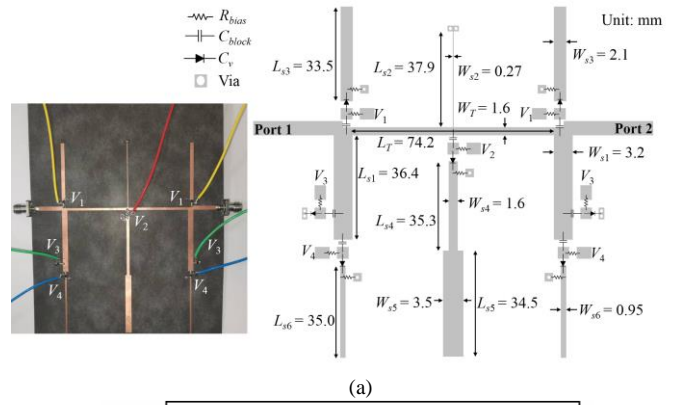 R_bias
C_block
C_v
Via
Unit: mm
L_s3 = 33.5
L_s2 = 37.9
W_s2 = 0.27
W_s3 = 2.1
V_1
W_T = 1.6
V_1
Port 1
Port 2
L_T = 74.2
V_2
W_s1 = 3.2
L_s1 = 36.4
V_3
V_3
L_s4 = 35.3
W_s4 = 1.6
V_4
V_4
L_s6 = 35.0
W_s5 = 3.5
L_s5 = 34.5
W_s6 = 0.95
V_1
V_1
V_2
V_3
V_3
V_4
V_4
(a)